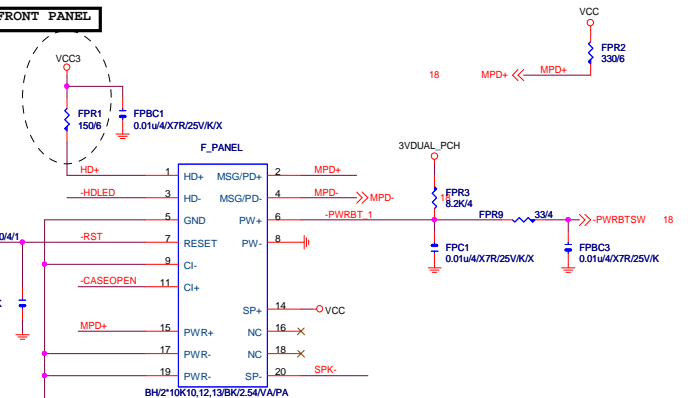 FRONT PANEL
VCC
VCC3
FPR2
330/6
18 MPD+ MPD+
FPR1
150/6
FPBC1
0.01u/4/X7R/25V/K/X
F_PANEL
3VDUAL_PCH
HD+ 1 HD+ MSG/PD+ 2 MPD+
-HDLED 3 HD- MSG/PD- 4 MPD- MPD- 18
FPR3
8.2K/4
5 GND PW+ 6 -PWRBT_1 FPR9 33/4 -PWRBTSW 18
0/4/1 -RST 7 RESET PW- 8
FPC1
0.01u/4/X7R/25V/K/X
FPBC3
0.01u/4/X7R/25V/K
9 CI-
-CASEOPEN 11 CI+
SP+ 14 VCC
MPD+ 15 PWR+ NC 16
17 PWR- NC 18
19 PWR- SP- 20 SPK-
BH/2*10K10,12,13/BK/2.54/VA/PA